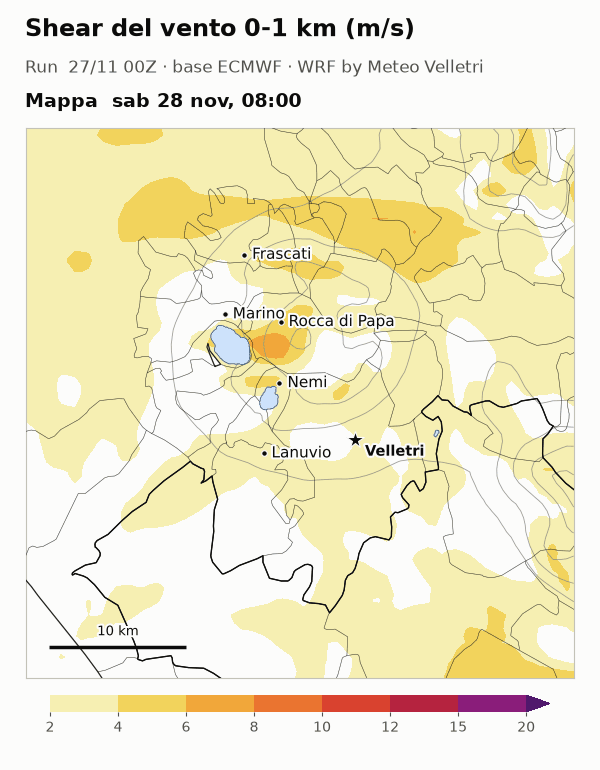 Shear del vento 0-1 km (m/s)
Run  27/11 00Z · base ECMWF · WRF by Meteo Velletri
Mappa  sab 28 nov, 08:00
Frascati
Marino
Rocca di Papa
Nemi
Velletri
Lanuvio
10 km
2 4 6 8 10 12 15 20